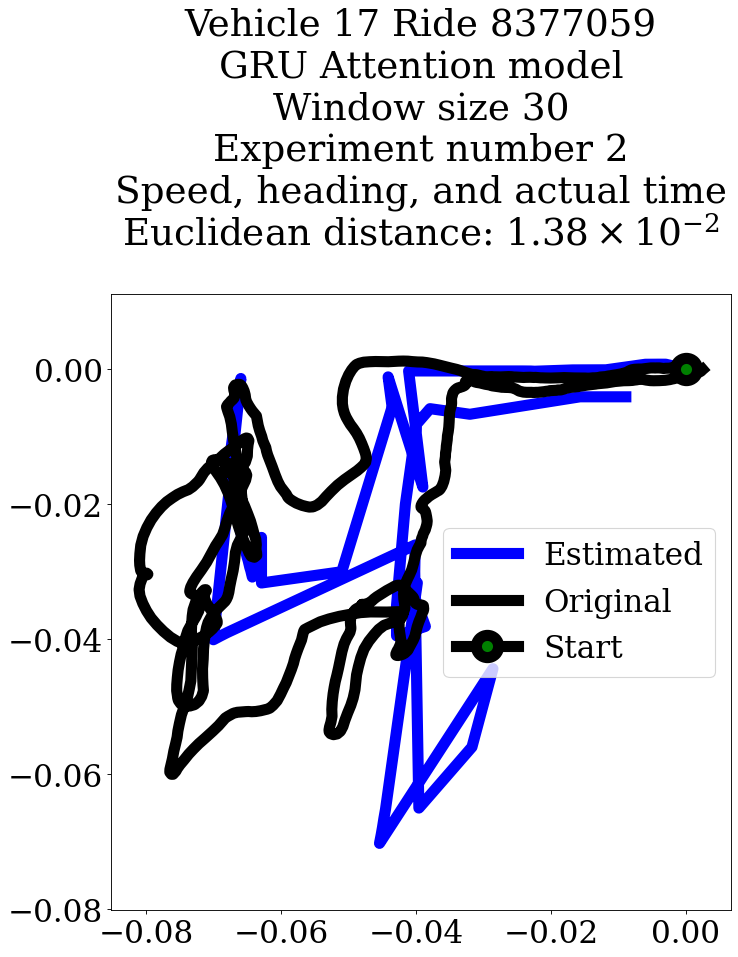 Vehicle 17 Ride 8377059
GRU Attention model
Window size 30
Experiment number 2
Speed, heading, and actual time
Euclidean distance: 1.38 × 10⁻²
0.00
−0.02
−0.04
−0.06
−0.08
Estimated
Original
Start
−0.08 −0.06 −0.04 −0.02 0.00